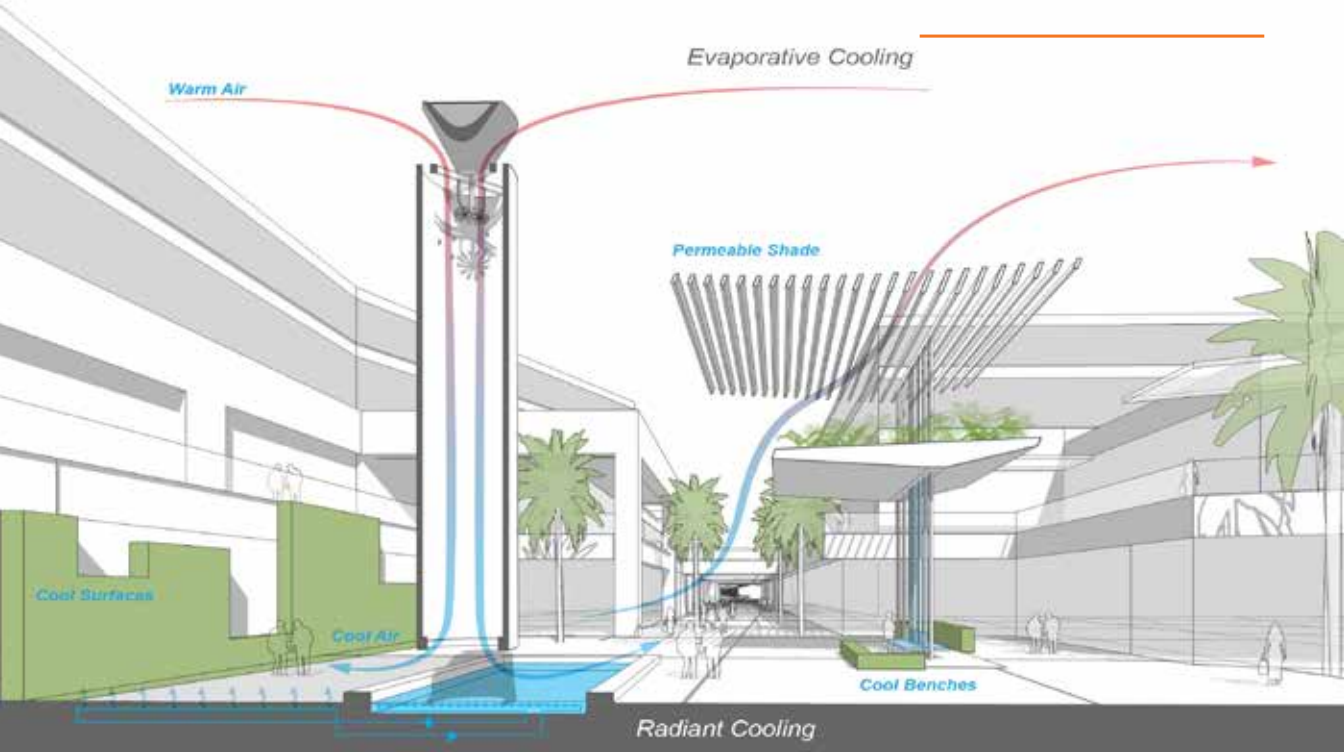 Evaporative Cooling
Warm Air
Permeable Shade
Cool Surfaces
Cool Air
Cool Benches
Radiant Cooling